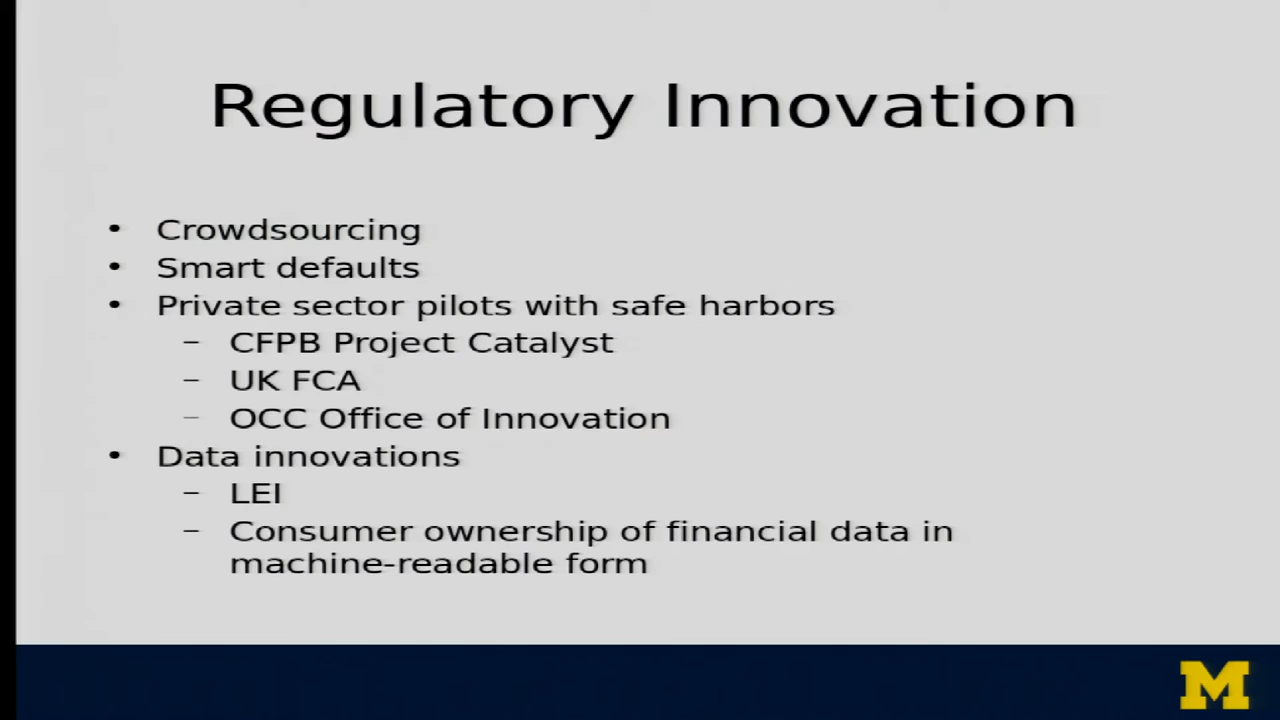 Regulatory Innovation
• Crowdsourcing
• Smart defaults
• Private sector pilots with safe harbors
– CFPB Project Catalyst
– UK FCA
– OCC Office of Innovation
• Data innovations
– LEI
– Consumer ownership of financial data in
machine-readable form
M